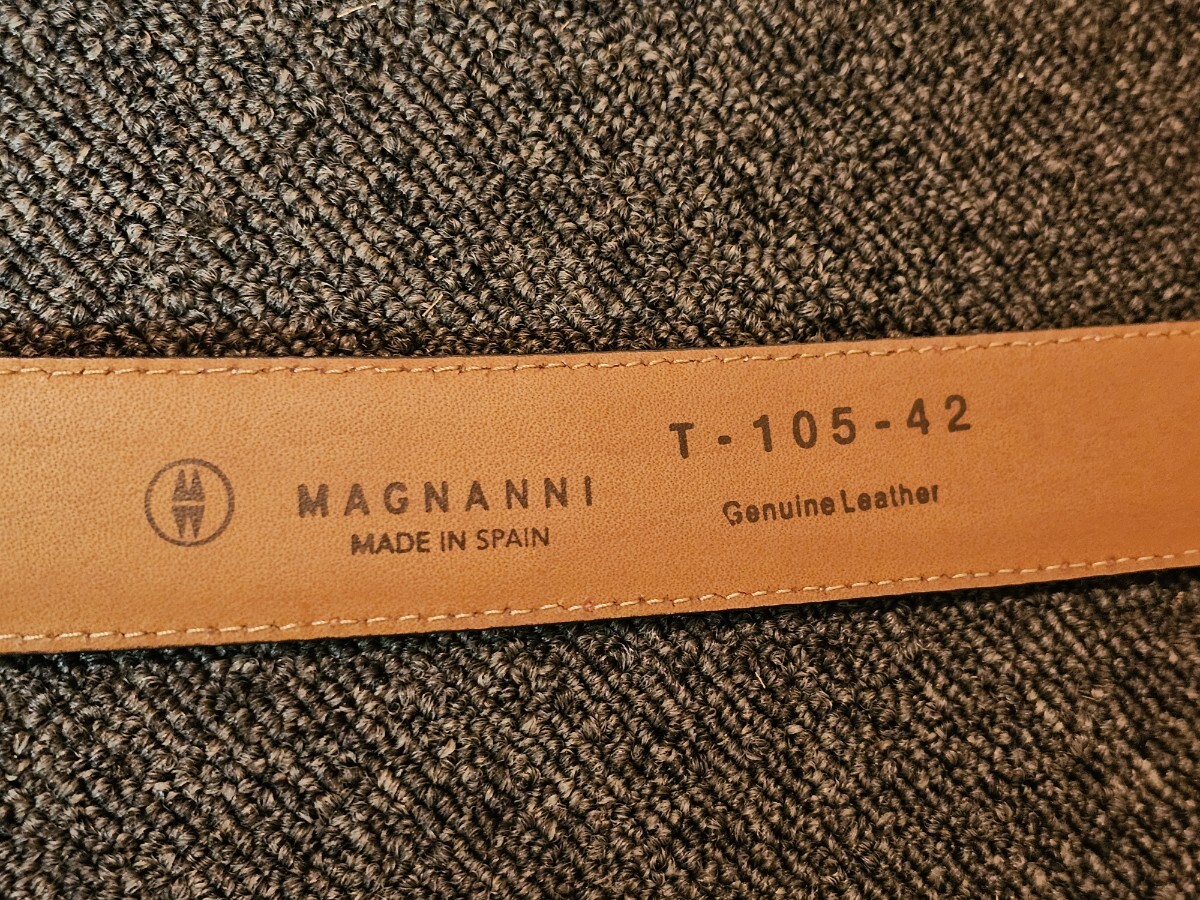 MAGNANNI
MADE IN SPAIN
T-105-42
Genuine Leather